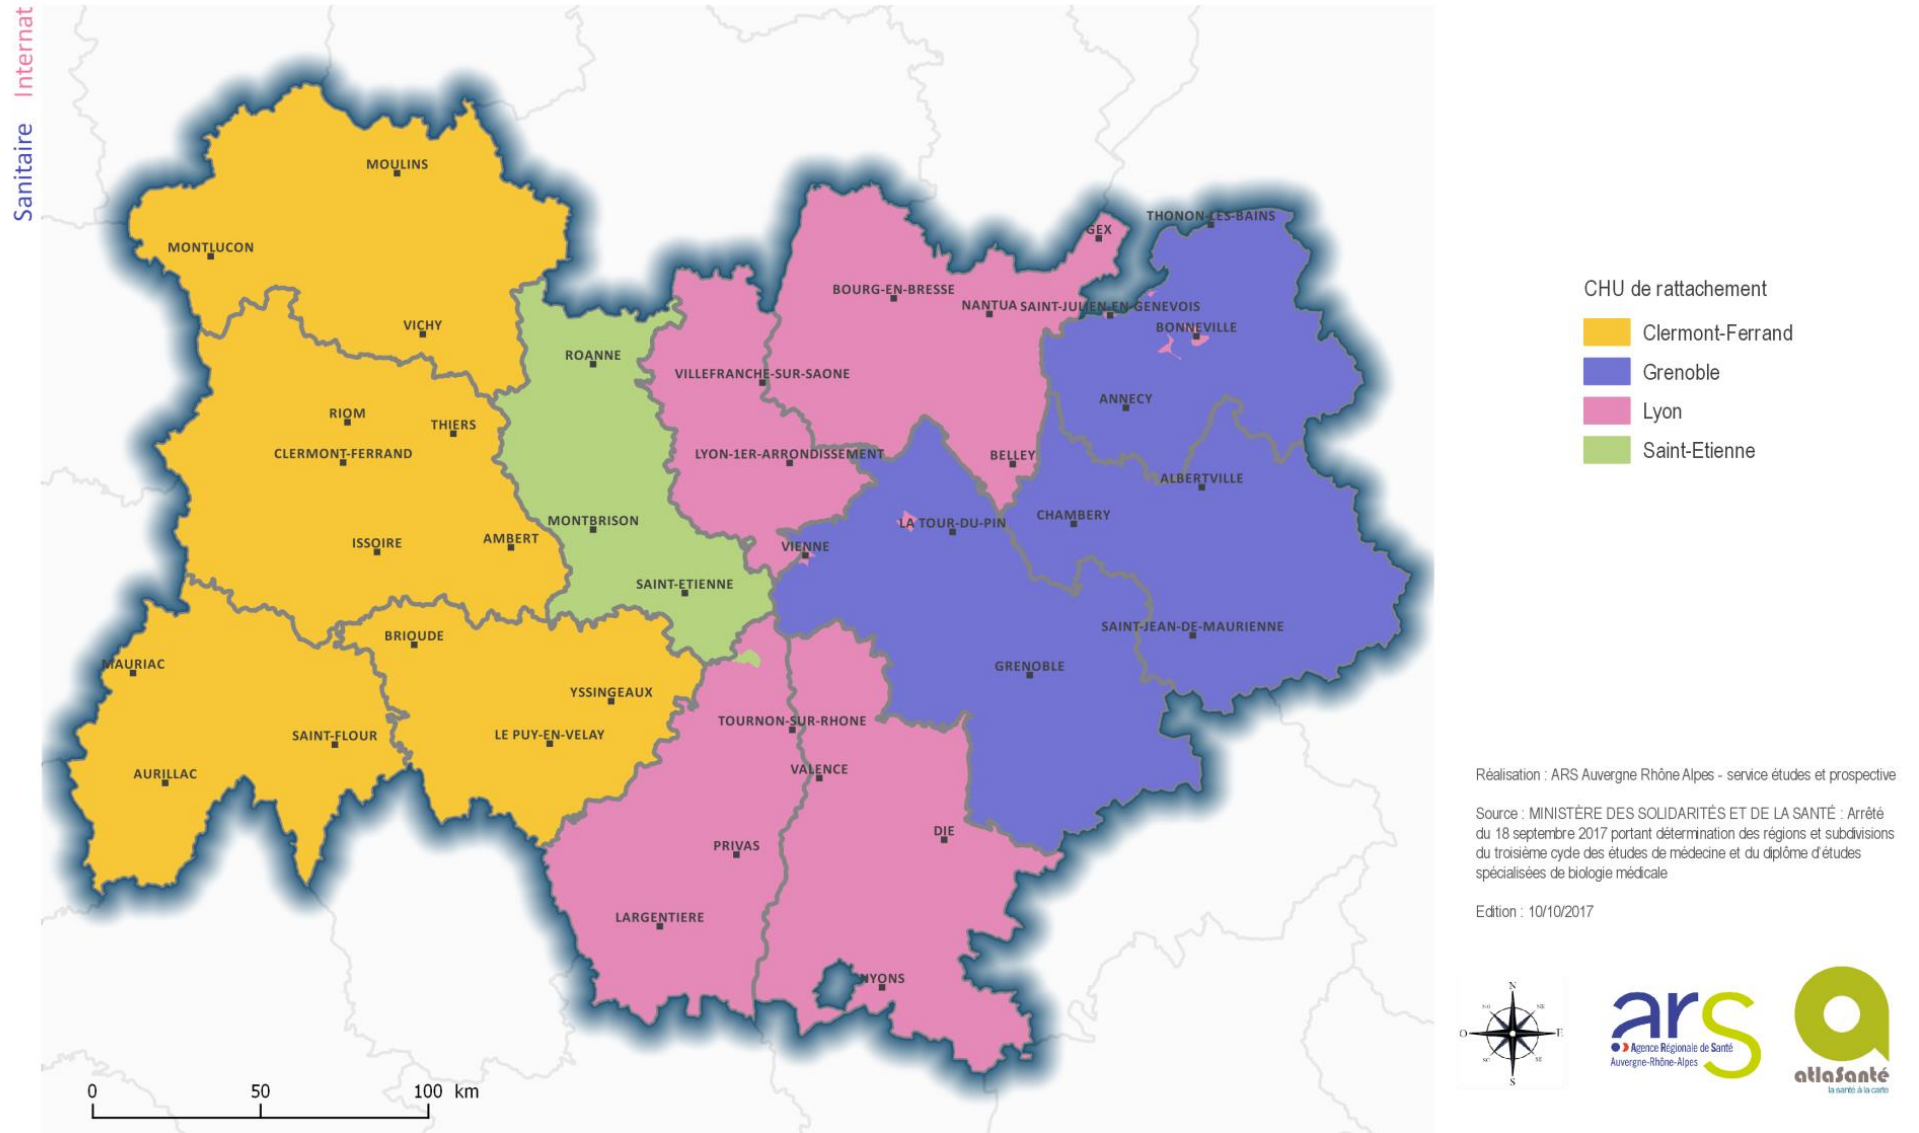 Internat
Sanitaire
MOULINS
MONTLUCON
VICHY
RIOM
THIERS
CLERMONT-FERRAND
ISSOIRE
AMBERT
MAURIAC
BRIOUDE
YSSINGEAUX
SAINT-FLOUR
LE PUY-EN-VELAY
AURILLAC
ROANNE
MONTBRISON
SAINT-ETIENNE
VILLEFRANCHE-SUR-SAONE
LYON-1ER-ARRONDISSEMENT
BOURG-EN-BRESSE
NANTUA
GEX
BELLEY
THONON-LES-BAINS
SAINT-JULIEN-EN-GENEVOIS
BONNEVILLE
ANNECY
ALBERTVILLE
CHAMBERY
LA TOUR-DU-PIN
VIENNE
SAINT-JEAN-DE-MAURIENNE
GRENOBLE
TOURNON-SUR-RHONE
VALENCE
DIE
PRIVAS
LARGENTIERE
NYONS
0 50 100 km
CHU de rattachement
Clermont-Ferrand
Grenoble
Lyon
Saint-Etienne
Réalisation : ARS Auvergne Rhône Alpes - service études et prospective
Source : MINISTÈRE DES SOLIDARITÉS ET DE LA SANTÉ : Arrêté
du 18 septembre 2017 portant détermination des régions et subdivisions
du troisième cycle des études de médecine et du diplôme d'études
spécialisées de biologie médicale
Edition : 10/10/2017
N
NO NE
O E
SO SE
S
ars
Agence Régionale de Santé
Auvergne-Rhône-Alpes
atlaSanté
la santé à la carte